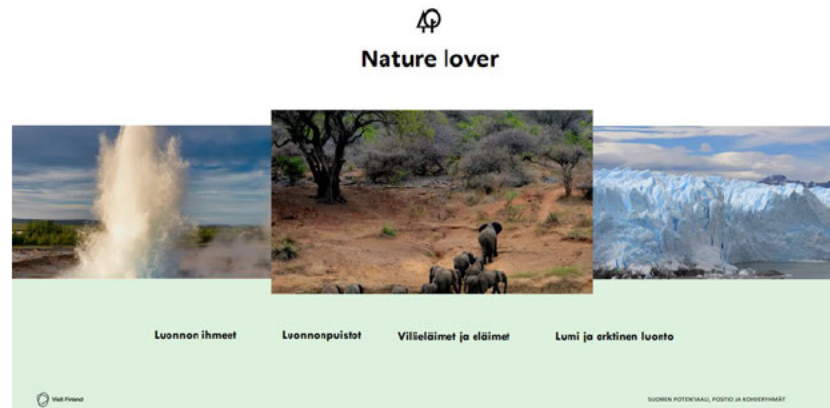 Nature lover
Luonnon ihmeet
Luonnonpuistot
Villieläimet ja eläimet
Lumi ja arktinen luonto
Visit Finland
SUOMEN POTENTIAALI, POSITIO JA KOHDERYHMÄT